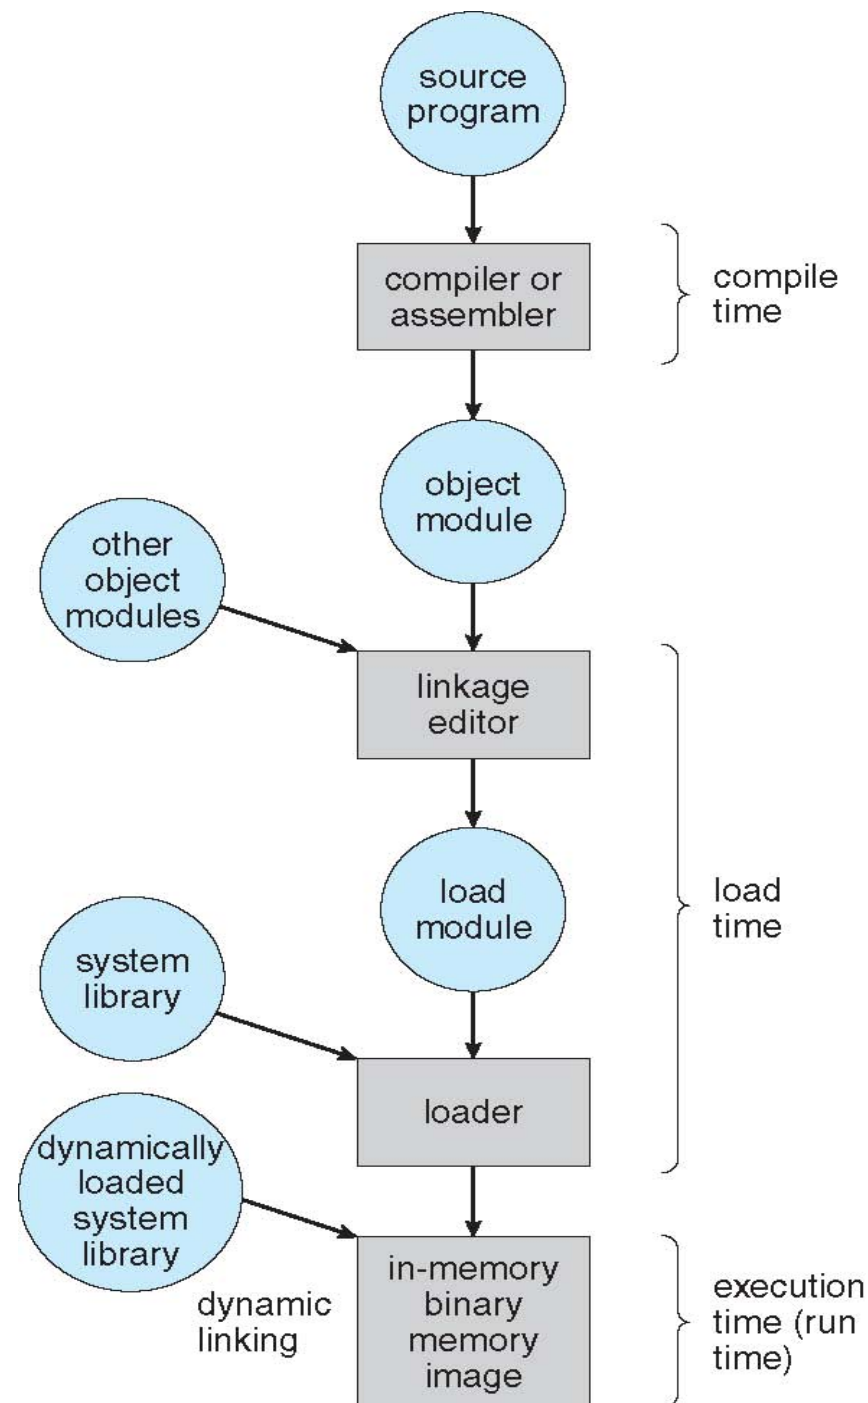 source
program
compiler or
assembler
compile
time
object
module
other
object
modules
linkage
editor
load
module
load
time
system
library
loader
dynamically
loaded
system
library
dynamic
linking
in-memory
binary
memory
image
execution
time (run
time)